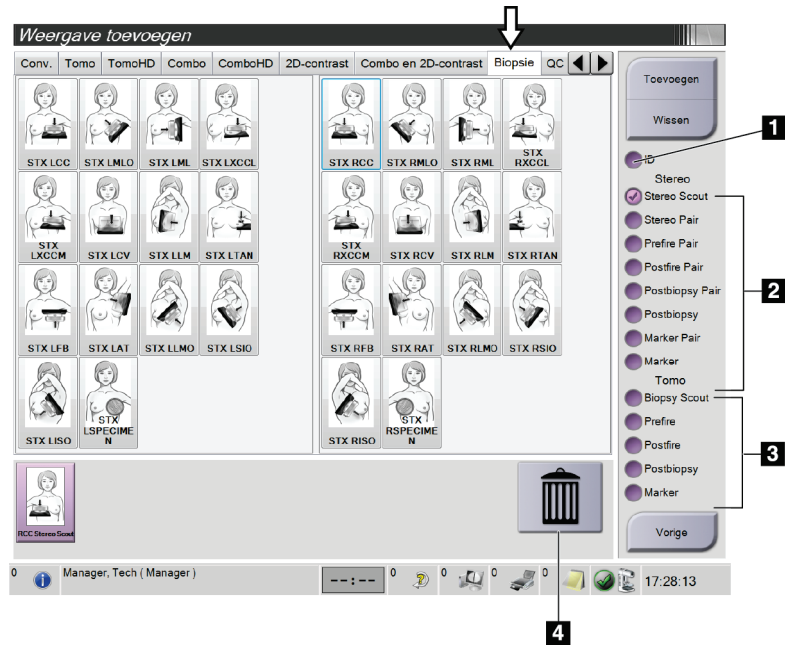 Weergave toevoegen
Conv. Tomo TomoHD Combo ComboHD 2D-contrast Combo en 2D-contrast Biopsie QC
STX LCC STX LMLO STX LML STX LXCCL
STX RCC STX RMLO STX RML STX RXCCL
STX LXCCM STX LCV STX LLM STX LTAN
STX RXCCM STX RCV STX RLM STX RTAN
STX LFB STX LAT STX LLMO STX LSIO
STX RFB STX RAT STX RLMO STX RSIO
STX LISO STX LSPECIMEN
STX RISO STX RSPECIMEN
RCC Stereo Scout
Toevoegen
Wissen
ID
Stereo
Stereo Scout
Stereo Pair
Prefire Pair
Postfire Pair
Postbiopsy Pair
Postbiopsy
Marker Pair
Marker
Tomo
Biopsy Scout
Prefire
Postfire
Postbiopsy
Marker
Vorige
1
2
3
0 Manager, Tech ( Manager ) --:-- 0 0 0 0 17:28:13
4